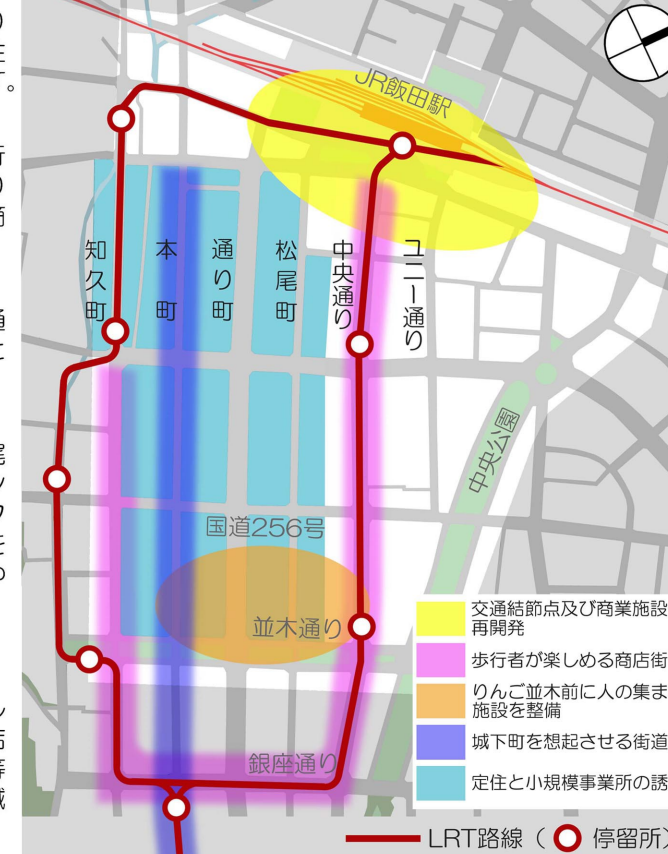 JR飯田駅
知久町
本町
通り町
松尾町
中央通り
ユニー通り
中央公園
国道256号
並木通り
銀座通り
交通結節点及び商業施設
再開発
歩行者が楽しめる商店街
りんご並木前に人の集ま
施設を整備
城下町を想起させる街道
定住と小規模事業所の誘
LRT路線（ 停留所）